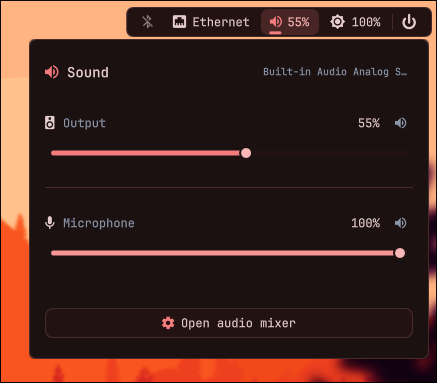 Ethernet 55% 100%
Sound Built-in Audio Analog S…
Output 55%
Microphone 100%
Open audio mixer